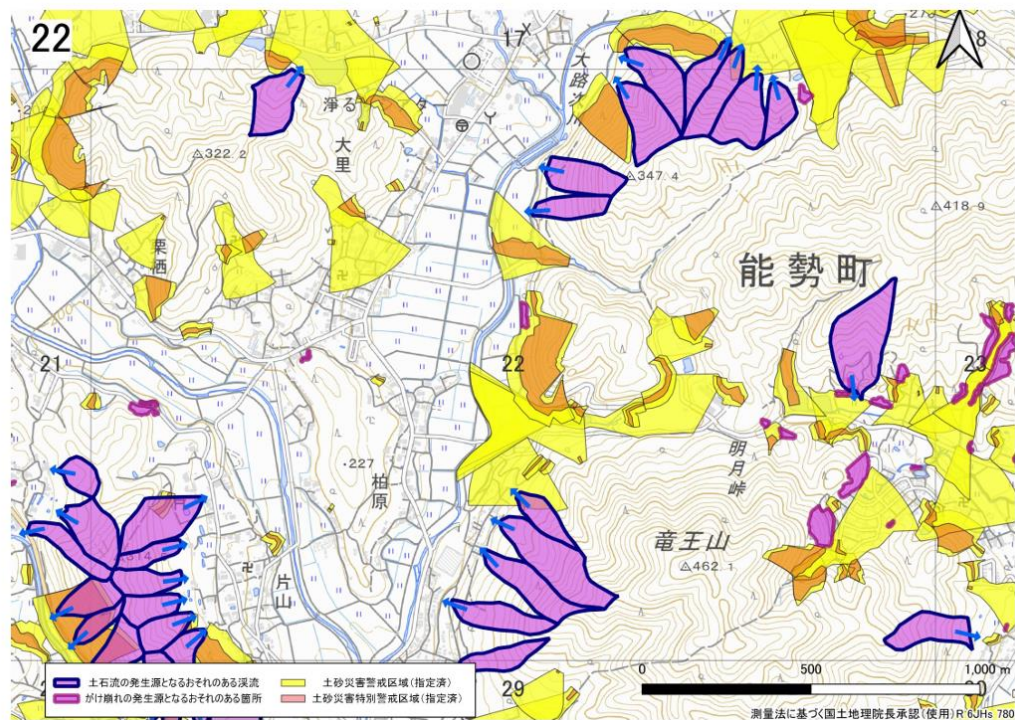 22
17
8
大路次
浄る
大里
322.2
347.4
418.9
栗栖
能勢町
21
22
23
明月峠
・227
柏原
竜王山
462.1
片山
29
土石流の発生源となるおそれのある渓流
土砂災害警戒区域(指定済)
がけ崩れの発生源となるおそれのある箇所
土砂災害特別警戒区域(指定済)
0 500 1,000 m
測量法に基づく国土地理院長承認(使用)R 6JHs 780